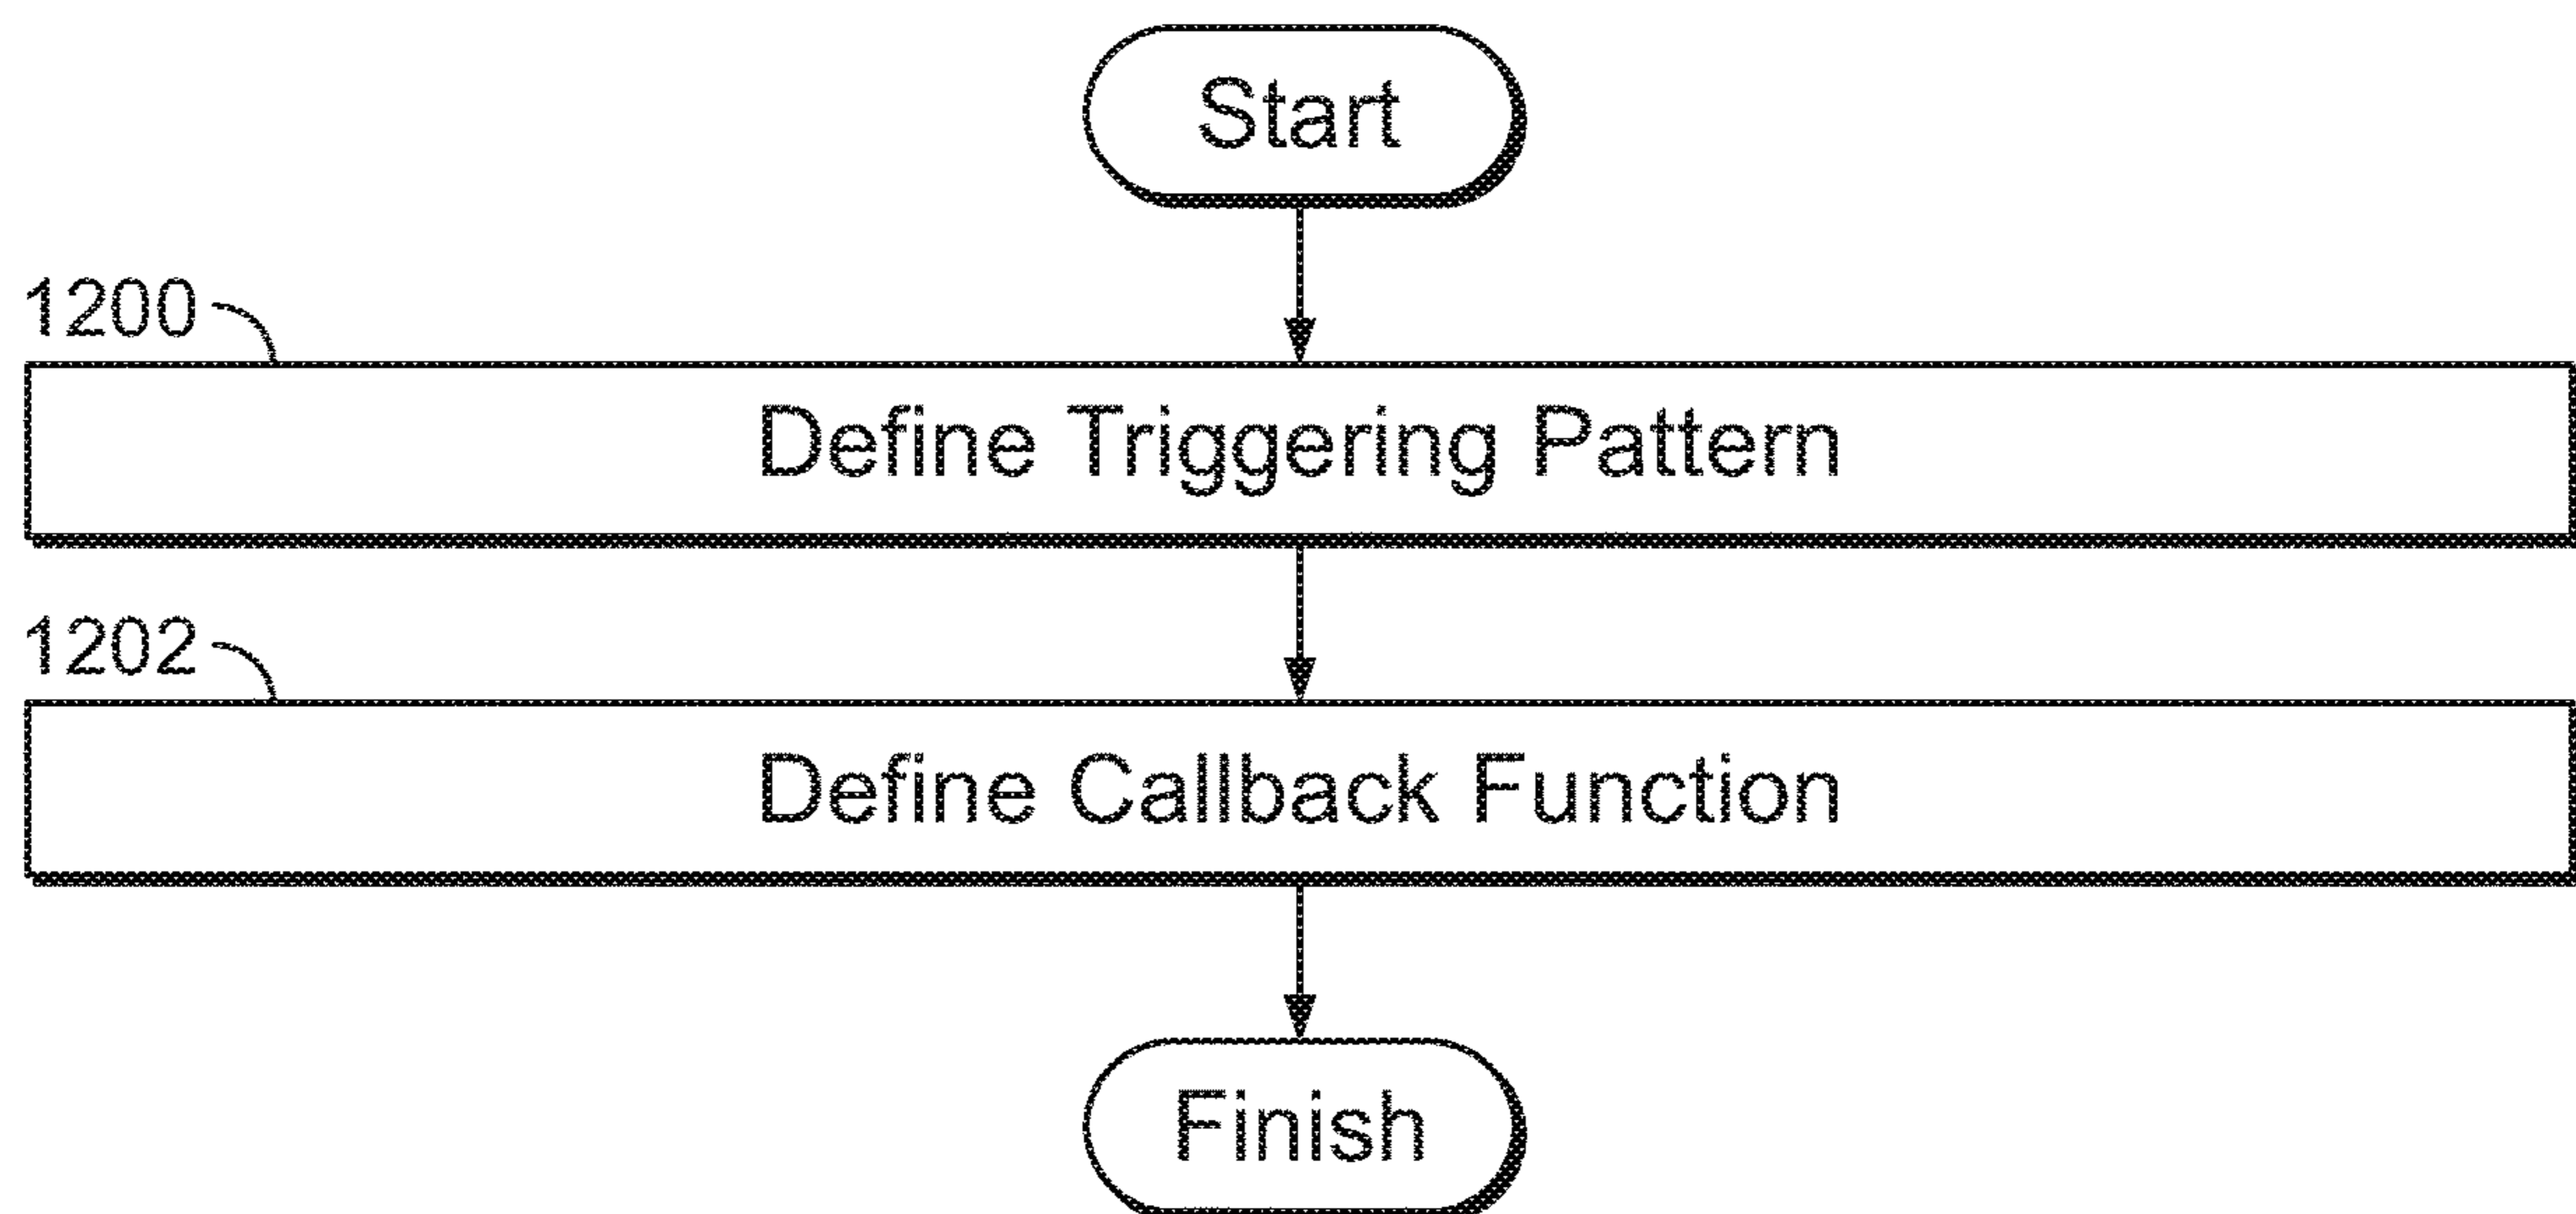 Start
1200
Define Triggering Pattern
1202
Define Callback Function
Finish